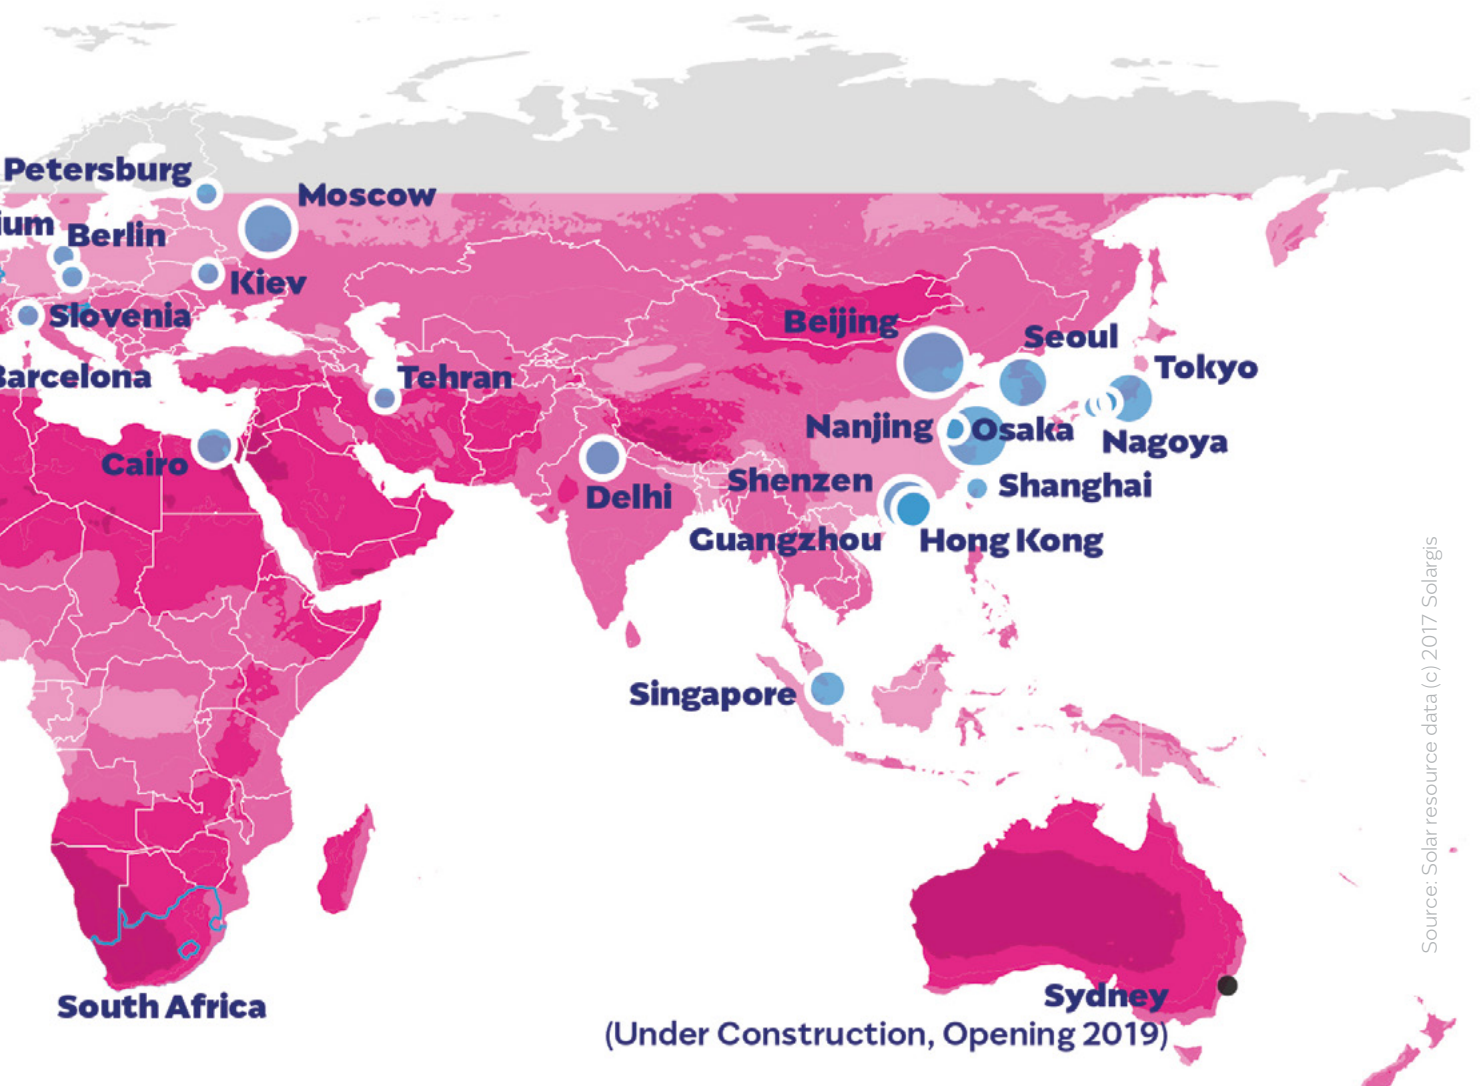 Petersburg
Moscow
ium
Berlin
Kiev
Slovenia
Barcelona
Tehran
Cairo
Delhi
Beijing
Seoul
Tokyo
Nanjing
Osaka
Nagoya
Shenzen
Shanghai
Guangzhou
Hong Kong
Singapore
South Africa
Sydney
(Under Construction, Opening 2019)
Source: Solar resource data (c) 2017 Solargis